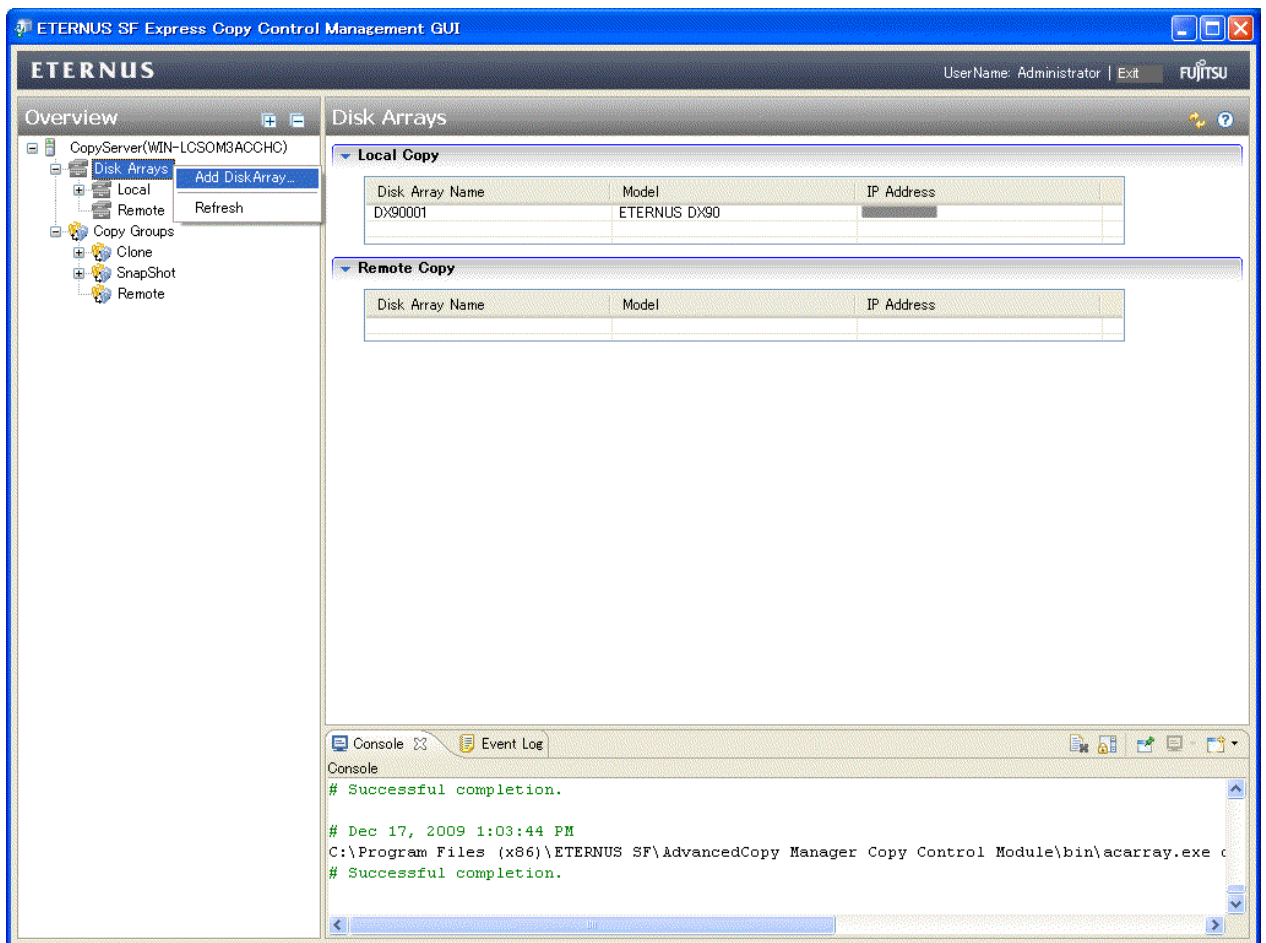 ETERNUS SF Express Copy Control Management GUI
ETERNUS
UserName: Administrator | Exit
FUJITSU
Overview
CopyServer(WIN-LCSOM3ACCHC)
Disk Arrays
Local
Remote
Copy Groups
Clone
SnapShot
Remote
Add DiskArray...
Refresh
Disk Arrays
Local Copy
Disk Array Name Model IP Address
DX90001 ETERNUS DX90
Remote Copy
Disk Array Name Model IP Address
Console Event Log
Console
# Successful completion.
# Dec 17, 2009 1:03:44 PM
C:\Program Files (x86)\ETERNUS SF\AdvancedCopy Manager Copy Control Module\bin\acarray.exe
# Successful completion.